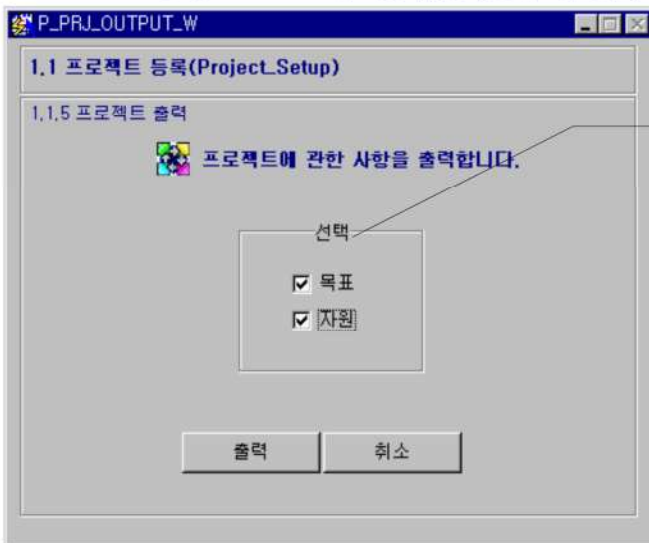 P_PRJ_OUTPUT_W
1.1 프로젝트 등록(Project_Setup)
1.1.5 프로젝트 출력
프로젝트에 관한 사항을 출력합니다.
선택
목표
자원
출력
취소